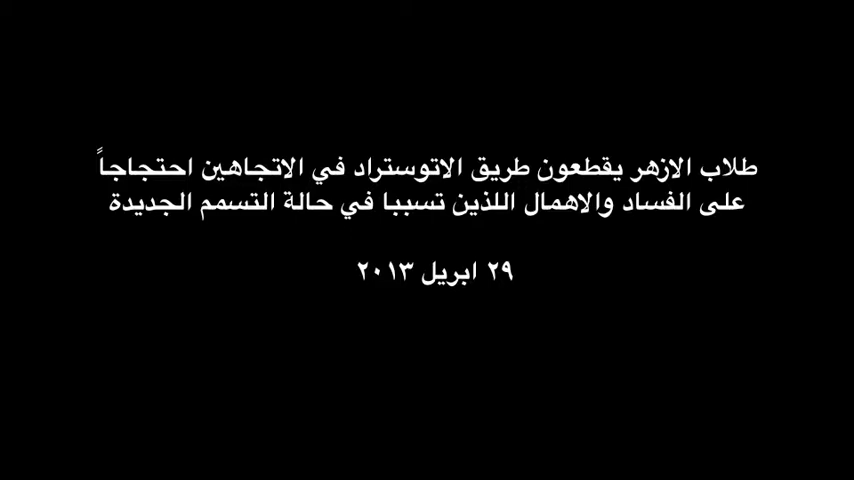 طلاب الازهر يقطعون طريق الاتوستراد في الاتجاهين احتجاجاً
على الفساد والاهمال اللذين تسببا في حالة التسمم الجديدة
٢٩ ابريل ٢٠١٣